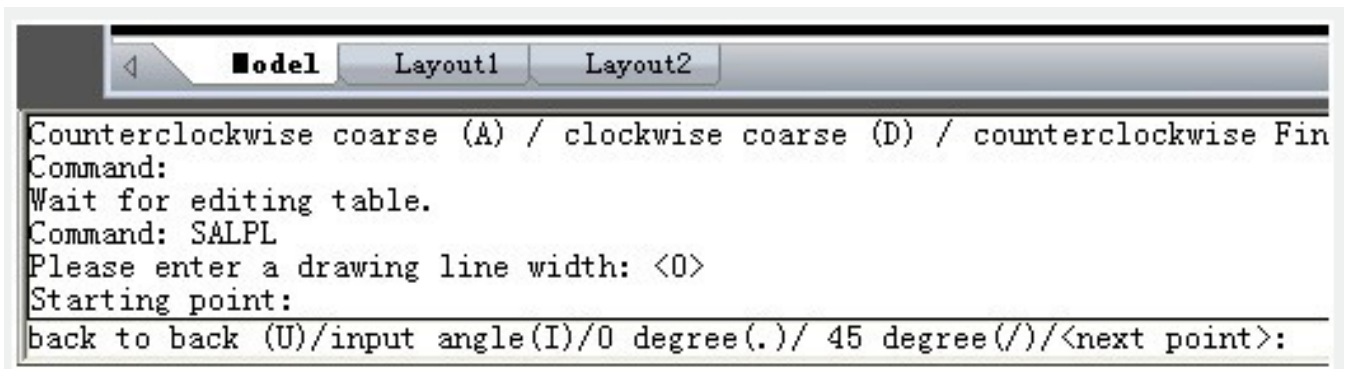 Model Layout1 Layout2
Counterclockwise coarse (A) / clockwise coarse (D) / counterclockwise Fin
Command:
Wait for editing table.
Command: SALPL
Please enter a drawing line width: <0>
Starting point:
back to back (U)/input angle(I)/0 degree(.)/ 45 degree(/)/<next point>: